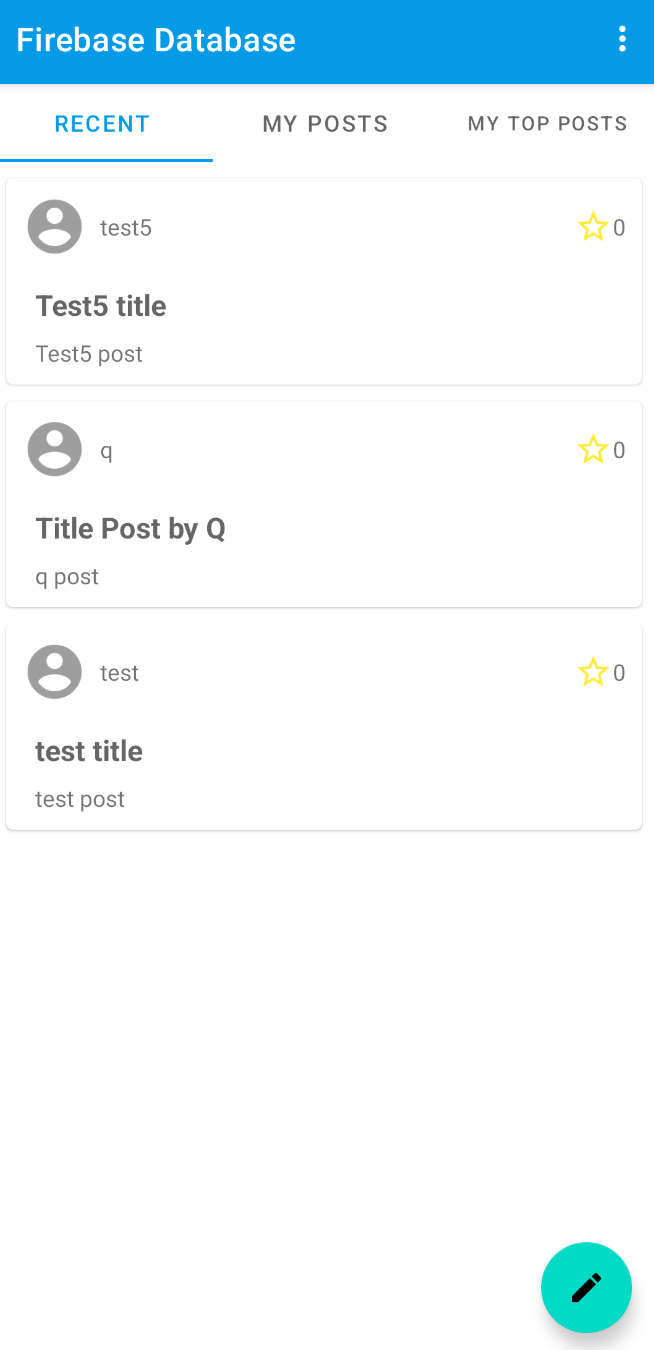 Firebase Database
RECENT MY POSTS MY TOP POSTS
test5 0
Test5 title
Test5 post
q 0
Title Post by Q
q post
test 0
test title
test post